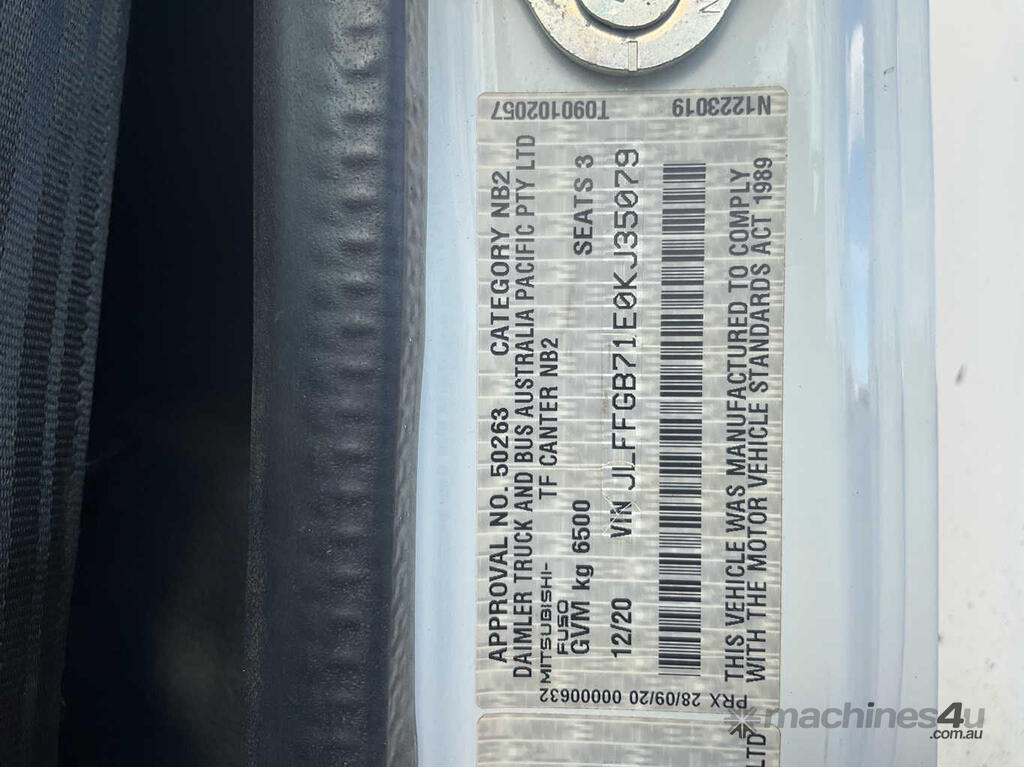 APPROVAL NO. 50263 CATEGORY NB2
DAIMLER TRUCK AND BUS AUSTRALIA PACIFIC PTY LTD
MITSUBISHI-FUSO TF CANTER NB2
GVM kg 6500 SEATS 3
12/20 VIN JLFFGB71E0KJ35079
THIS VEHICLE WAS MANUFACTURED TO COMPLY
WITH THE MOTOR VEHICLE STANDARDS ACT 1989
PRX 28/09/20 00000632
T090102057
N1223019
LTD
machines4u
.com.au